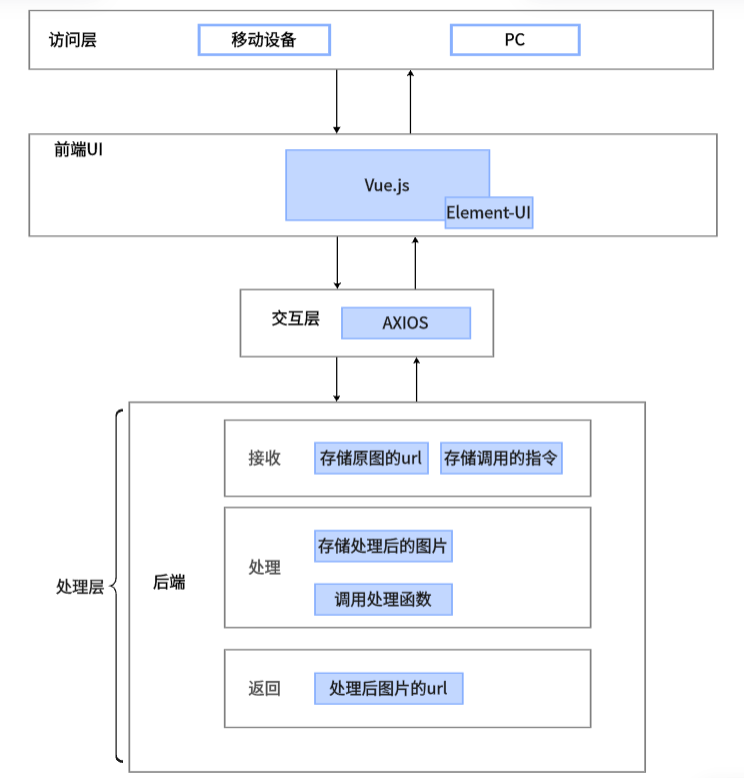 访问层
移动设备
PC
前端UI
Vue.js
Element-UI
交互层
AXIOS
处理层
后端
接收
存储原图的url
存储调用的指令
处理
存储处理后的图片
调用处理函数
返回
处理后图片的url